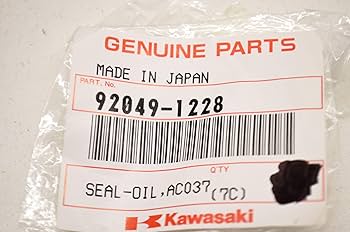 GENUINE PARTS
MADE IN JAPAN
PART. No.
92049-1228
QTY
SEAL-OIL,AC037(7C)
Kawasaki